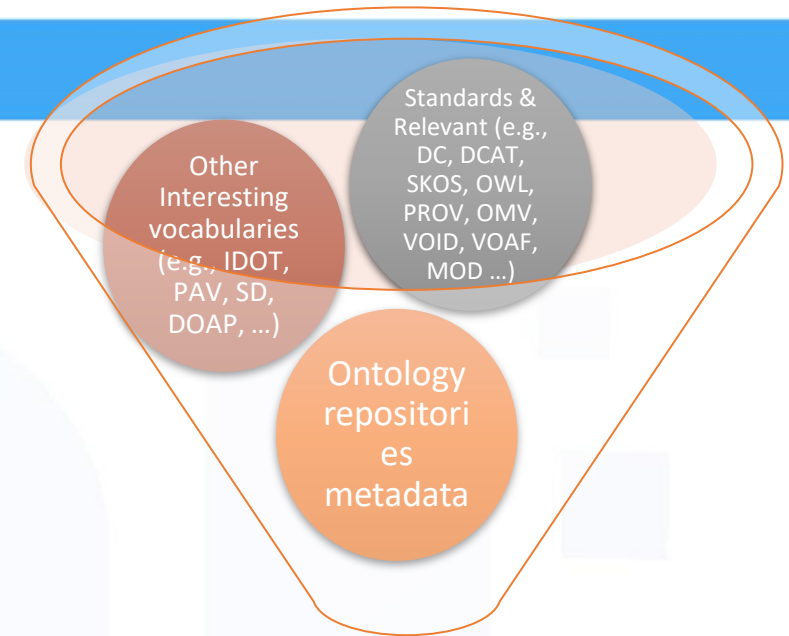 Other
Interesting
vocabularies
(e.g., IDOT,
PAV, SD,
DOAP, …)
Standards &
Relevant (e.g.,
DC, DCAT,
SKOS, OWL,
PROV, OMV,
VOID, VOAF,
MOD …)
Ontology
repositori
es
metadata